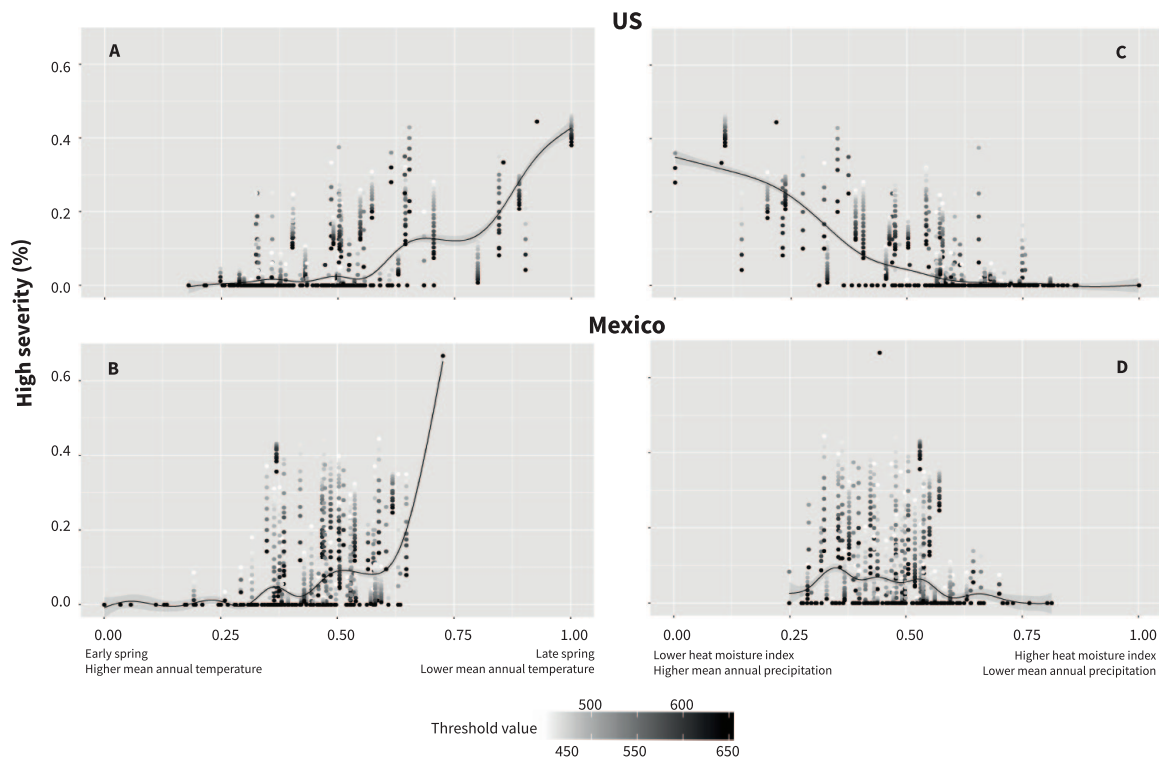 US
A
C
0.6
0.4
0.2
0.0
High severity (%)
Mexico
B
D
0.6
0.4
0.2
0.0
0.00 0.25 0.50 0.75 1.00
0.00 0.25 0.50 0.75 1.00
Early spring
Higher mean annual temperature
Late spring
Lower mean annual temperature
Lower heat moisture index
Higher mean annual precipitation
Higher heat moisture index
Lower mean annual precipitation
500 600
Threshold value
450 550 650